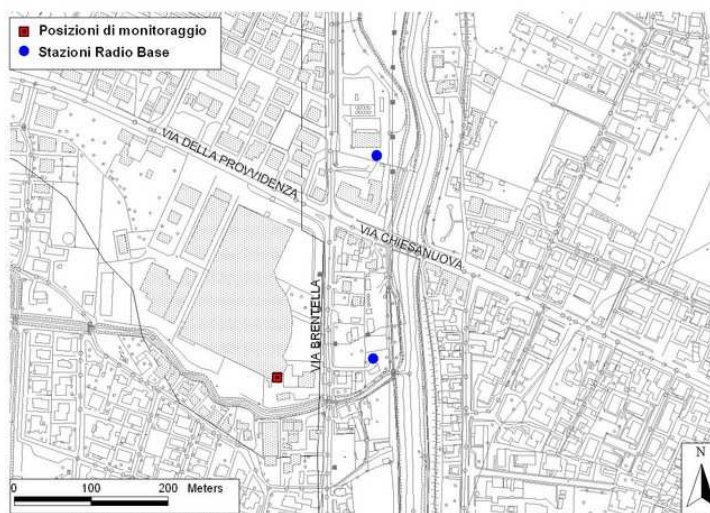 Posizioni di monitoraggio
Stazioni Radio Base
VIA DELLA PROVVIDENZA
VIA CHIESANUOVA
VIA BRENTELLA
0 100 200 Meters
N